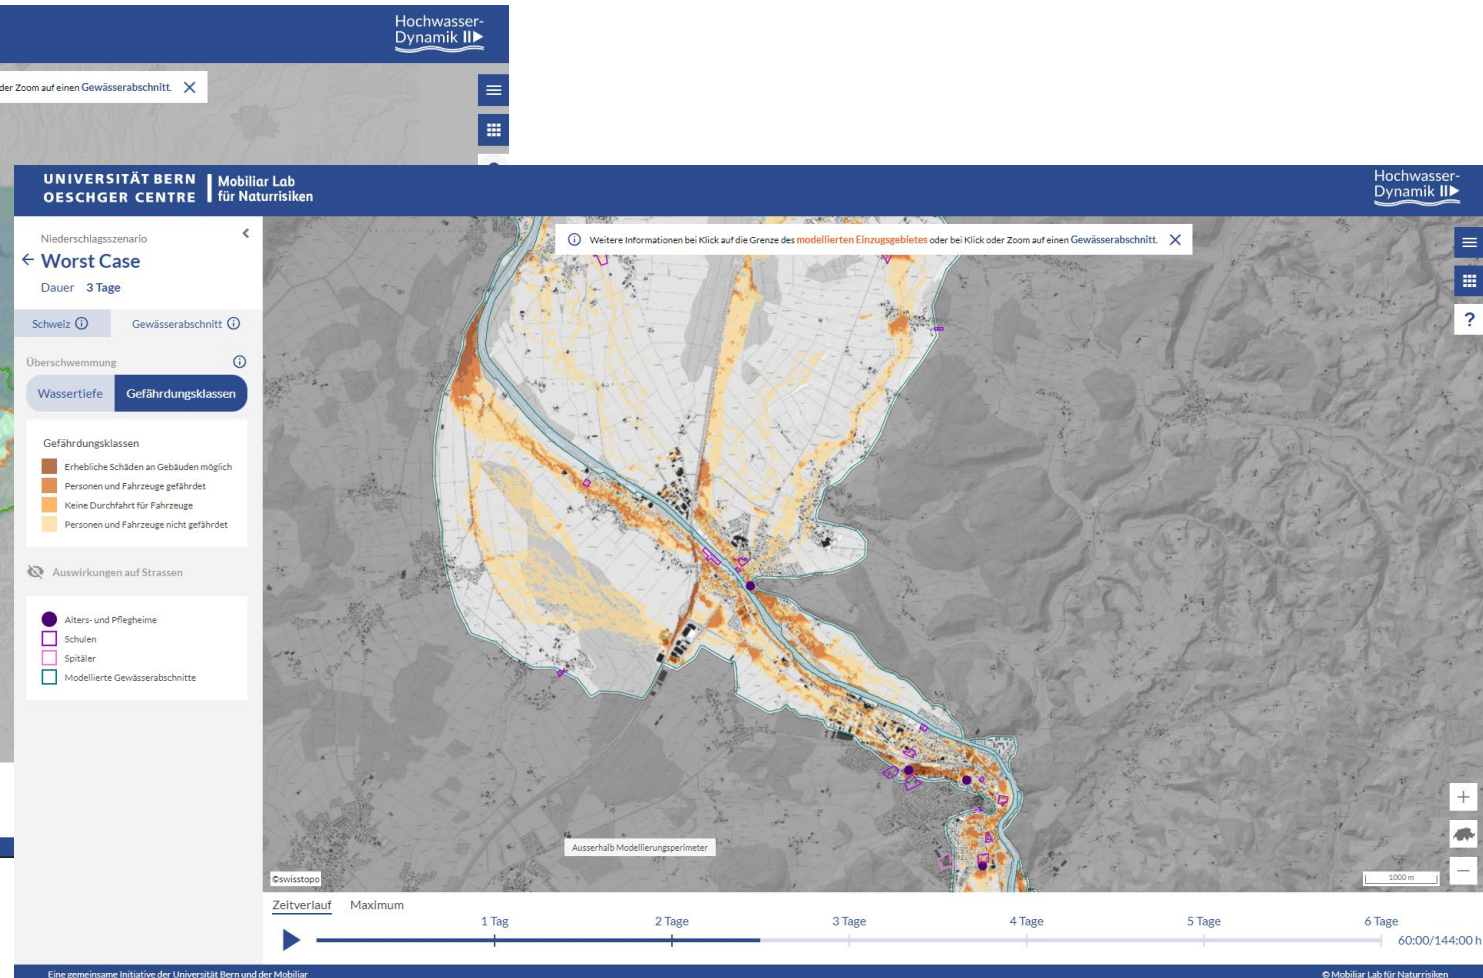 Hochwasser-
Dynamik
der Zoom auf einen Gewässerabschnitt.
UNIVERSITÄT BERN
OESCHGER CENTRE
Mobiliar Lab
für Naturrisiken
Hochwasser-
Dynamik
Niederschlagsszenario
Worst Case
Dauer 3 Tage
Schweiz
Gewässerabschnitt
Überschwemmung
Wassertiefe
Gefährdungsklassen
Gefährdungsklassen
Erhebliche Schäden an Gebäuden möglich
Personen und Fahrzeuge gefährdet
Keine Durchfahrt für Fahrzeuge
Personen und Fahrzeuge nicht gefährdet
Auswirkungen auf Strassen
Alters- und Pflegheime
Schulen
Spitäler
Modellierte Gewässerabschnitte
Weitere Informationen bei Klick auf die Grenze des modellierten Einzugsgebietes oder bei Klick oder Zoom auf einen Gewässerabschnitt.
?
Ausserhalb Modellierungsperimeter
©swisstopo
1000 m
Zeitverlauf Maximum
1 Tag 2 Tage 3 Tage 4 Tage 5 Tage 6 Tage
60:00/144:00 h
Eine gemeinsame Initiative der Universität Bern und der Mobiliar
© Mobiliar Lab für Naturrisiken